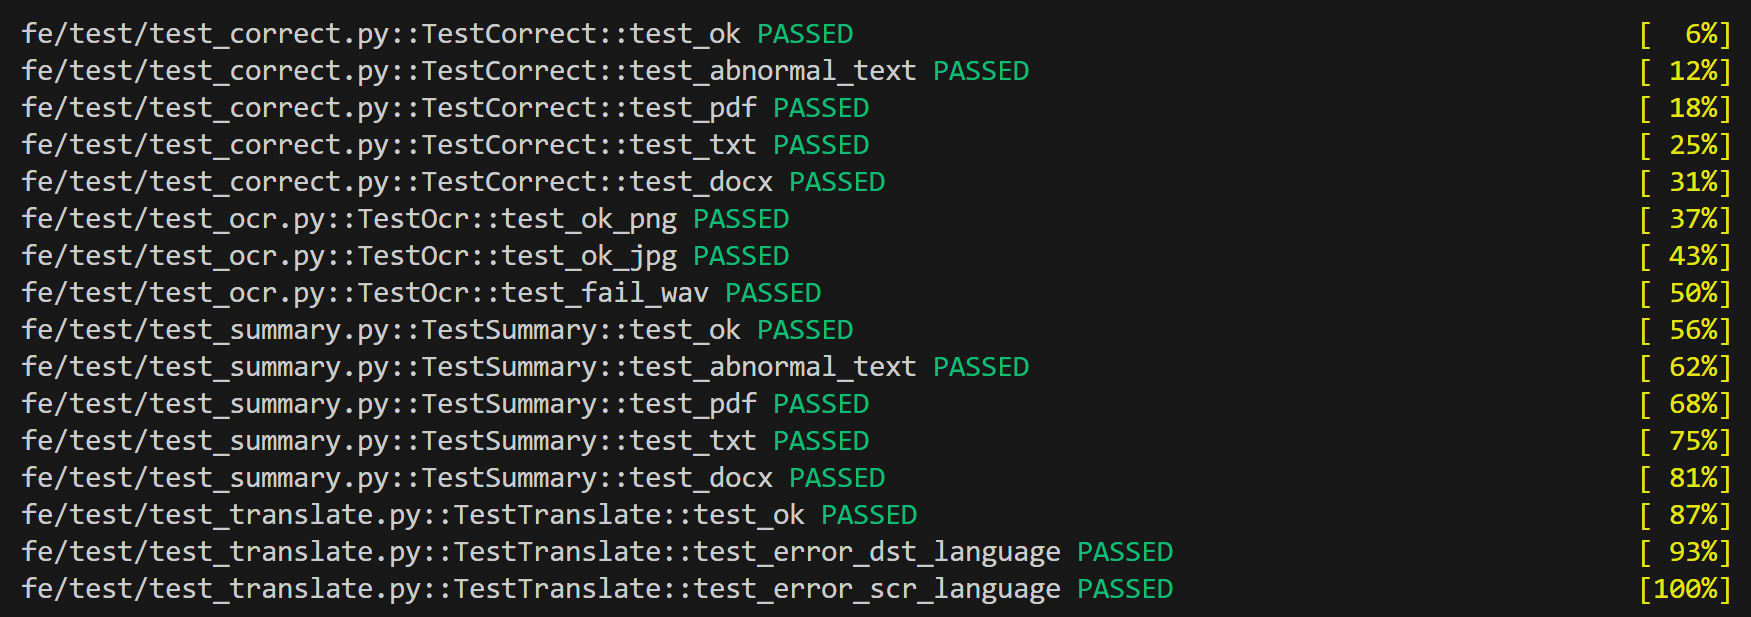 fe/test/test_correct.py::TestCorrect::test_ok PASSED [  6%]
fe/test/test_correct.py::TestCorrect::test_abnormal_text PASSED [ 12%]
fe/test/test_correct.py::TestCorrect::test_pdf PASSED [ 18%]
fe/test/test_correct.py::TestCorrect::test_txt PASSED [ 25%]
fe/test/test_correct.py::TestCorrect::test_docx PASSED [ 31%]
fe/test/test_ocr.py::TestOcr::test_ok_png PASSED [ 37%]
fe/test/test_ocr.py::TestOcr::test_ok_jpg PASSED [ 43%]
fe/test/test_ocr.py::TestOcr::test_fail_wav PASSED [ 50%]
fe/test/test_summary.py::TestSummary::test_ok PASSED [ 56%]
fe/test/test_summary.py::TestSummary::test_abnormal_text PASSED [ 62%]
fe/test/test_summary.py::TestSummary::test_pdf PASSED [ 68%]
fe/test/test_summary.py::TestSummary::test_txt PASSED [ 75%]
fe/test/test_summary.py::TestSummary::test_docx PASSED [ 81%]
fe/test/test_translate.py::TestTranslate::test_ok PASSED [ 87%]
fe/test/test_translate.py::TestTranslate::test_error_dst_language PASSED [ 93%]
fe/test/test_translate.py::TestTranslate::test_error_scr_language PASSED [100%]